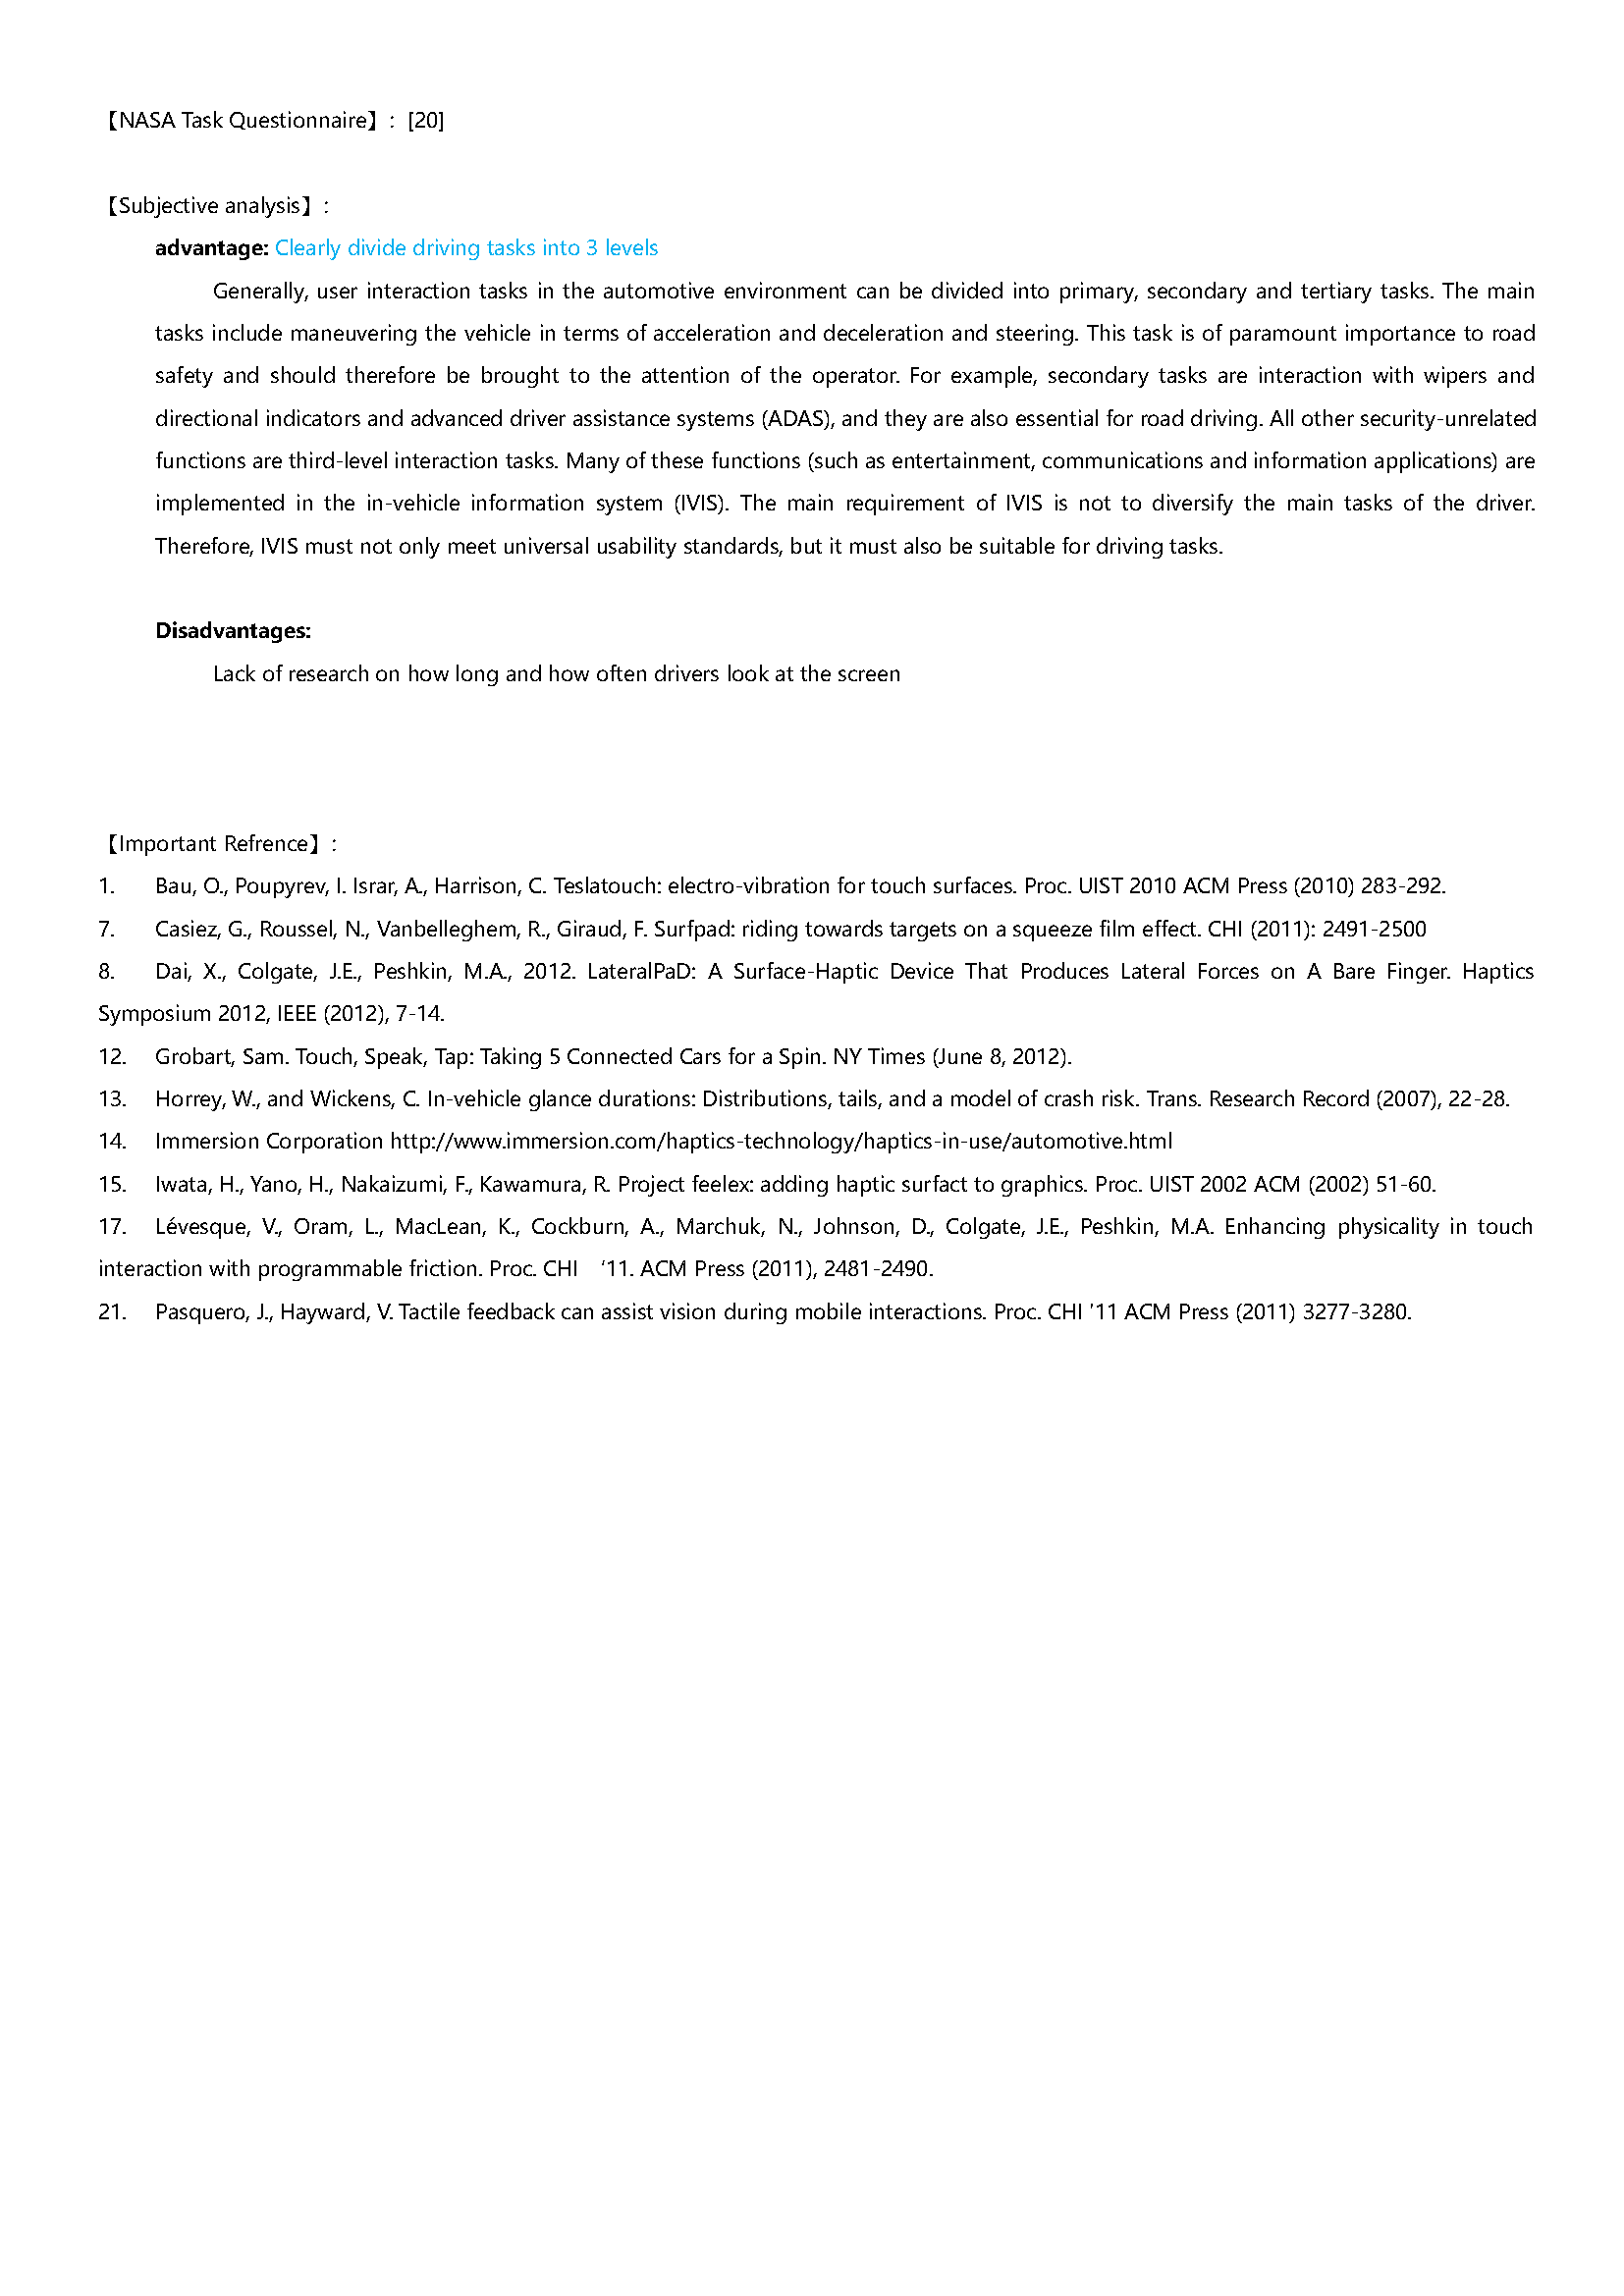 【NASA Task Questionnaire】: [20]
【Subjective analysis】:
advantage: Clearly divide driving tasks into 3 levels
Generally, user interaction tasks in the automotive environment can be divided into primary, secondary and tertiary tasks. The main
tasks include maneuvering the vehicle in terms of acceleration and deceleration and steering. This task is of paramount importance to road
safety and should therefore be brought to the attention of the operator. For example, secondary tasks are interaction with wipers and
directional indicators and advanced driver assistance systems (ADAS), and they are also essential for road driving. All other security-unrelated
functions are third-level interaction tasks. Many of these functions (such as entertainment, communications and information applications) are
implemented in the in-vehicle information system (IVIS). The main requirement of IVIS is not to diversify the main tasks of the driver.
Therefore, IVIS must not only meet universal usability standards, but it must also be suitable for driving tasks.
Disadvantages:
Lack of research on how long and how often drivers look at the screen
【Important Refrence】:
1. Bau, O., Poupyrev, I. Israr, A., Harrison, C. Teslatouch: electro-vibration for touch surfaces. Proc. UIST 2010 ACM Press (2010) 283-292.
7. Casiez, G., Roussel, N., Vanbelleghem, R., Giraud, F. Surfpad: riding towards targets on a squeeze film effect. CHI (2011): 2491-2500
8. Dai, X., Colgate, J.E., Peshkin, M.A., 2012. LateralPaD: A Surface-Haptic Device That Produces Lateral Forces on A Bare Finger. Haptics
Symposium 2012, IEEE (2012), 7-14.
12. Grobart, Sam. Touch, Speak, Tap: Taking 5 Connected Cars for a Spin. NY Times (June 8, 2012).
13. Horrey, W., and Wickens, C. In-vehicle glance durations: Distributions, tails, and a model of crash risk. Trans. Research Record (2007), 22-28.
14. Immersion Corporation http://www.immersion.com/haptics-technology/haptics-in-use/automotive.html
15. Iwata, H., Yano, H., Nakaizumi, F., Kawamura, R. Project feelex: adding haptic surfact to graphics. Proc. UIST 2002 ACM (2002) 51-60.
17. Lévesque, V., Oram, L., MacLean, K., Cockburn, A., Marchuk, N., Johnson, D., Colgate, J.E., Peshkin, M.A. Enhancing physicality in touch
interaction with programmable friction. Proc. CHI '11. ACM Press (2011), 2481-2490.
21. Pasquero, J., Hayward, V. Tactile feedback can assist vision during mobile interactions. Proc. CHI '11 ACM Press (2011) 3277-3280.